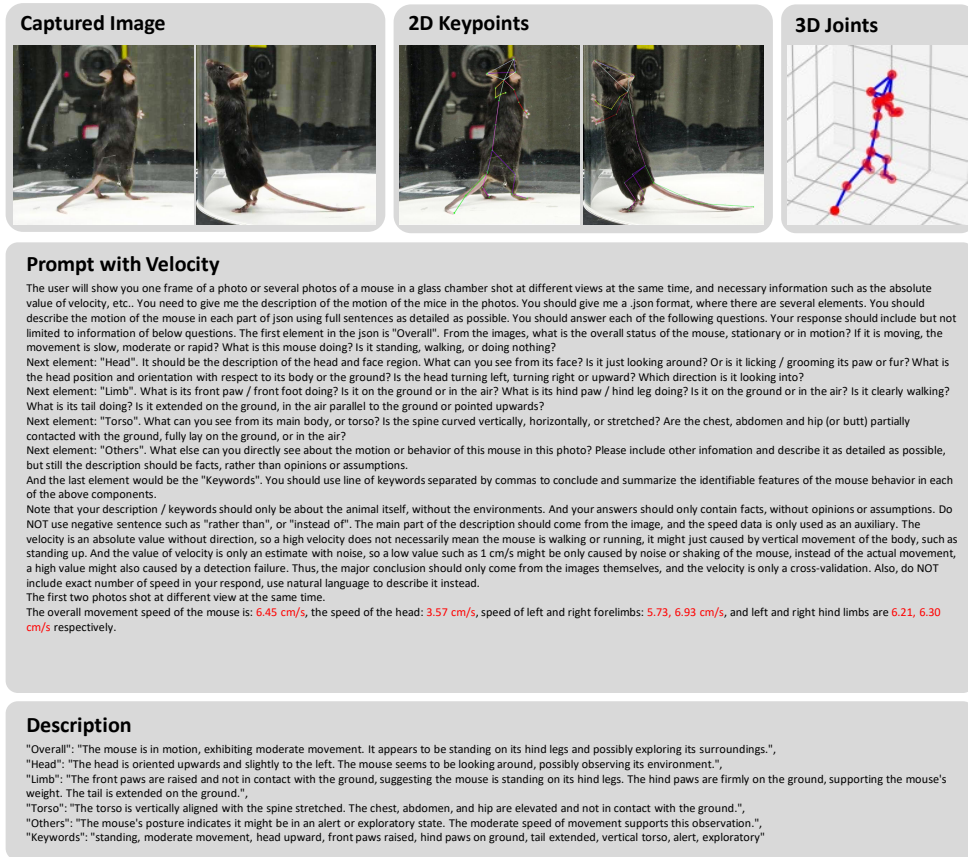 Captured Image
2D Keypoints
3D Joints
Prompt with Velocity
The user will show you one frame of a photo or several photos of a mouse in a glass chamber shot at different views at the same time, and necessary information such as the absolute
value of velocity, etc.. You need to give me the description of the motion of the mice in the photos. You should give me a .json format, where there are several elements. You should
describe the motion of the mouse in each part of json using full sentences as detailed as possible. You should answer each of the following questions. Your response should include but not
limited to information of below questions. The first element in the json is "Overall". From the images, what is the overall status of the mouse, stationary or in motion? If it is moving, the
movement is slow, moderate or rapid? What is this mouse doing? Is it standing, walking, or doing nothing?
Next element: "Head". It should be the description of the head and face region. What can you see from its face? Is it just looking around? Or is it licking / grooming its paw or fur? What is
the head position and orientation with respect to its body or the ground? Is the head turning left, turning right or upward? Which direction is it looking into?
Next element: "Limb". What is its front paw / front foot doing? Is it on the ground or in the air? What is its hind paw / hind leg doing? Is it on the ground or in the air? Is it clearly walking?
What is its tail doing? Is it extended on the ground, in the air parallel to the ground or pointed upwards?
Next element: "Torso". What can you see from its main body, or torso? Is the spine curved vertically, horizontally, or stretched? Are the chest, abdomen and hip (or butt) partially
contacted with the ground, fully lay on the ground, or in the air?
Next element: "Others". What else can you directly see about the motion or behavior of this mouse in this photo? Please include other infomation and describe it as detailed as possible,
but still the description should be facts, rather than opinions or assumptions.
And the last element would be the "Keywords". You should use line of keywords separated by commas to conclude and summarize the identifiable features of the mouse behavior in each
of the above components.
Note that your description / keywords should only be about the animal itself, without the environments. And your answers should only contain facts, without opinions or assumptions. Do
NOT use negative sentence such as "rather than", or "instead of". The main part of the description should come from the image, and the speed data is only used as an auxiliary. The
velocity is an absolute value without direction, so a high velocity does not necessarily mean the mouse is walking or running, it might just caused by vertical movement of the body, such as
standing up. And the value of velocity is only an estimate with noise, so a low value such as 1 cm/s might be only caused by noise or shaking of the mouse, instead of the actual movement,
a high value might also caused by a detection failure. Thus, the major conclusion should only come from the images themselves, and the velocity is only a cross-validation. Also, do NOT
include exact number of speed in your respond, use natural language to describe it instead.
The first two photos shot at different view at the same time.
The overall movement speed of the mouse is: 6.45 cm/s, the speed of the head: 3.57 cm/s, speed of left and right forelimbs: 5.73, 6.93 cm/s, and left and right hind limbs are 6.21, 6.30
cm/s respectively.
Description
"Overall": "The mouse is in motion, exhibiting moderate movement. It appears to be standing on its hind legs and possibly exploring its surroundings.",
"Head": "The head is oriented upwards and slightly to the left. The mouse seems to be looking around, possibly observing its environment.",
"Limb": "The front paws are raised and not in contact with the ground, suggesting the mouse is standing on its hind legs. The hind paws are firmly on the ground, supporting the mouse's
weight. The tail is extended on the ground.",
"Torso": "The torso is vertically aligned with the spine stretched. The chest, abdomen, and hip are elevated and not in contact with the ground.",
"Others": "The mouse's posture indicates it might be in an alert or exploratory state. The moderate speed of movement supports this observation.",
"Keywords": "standing, moderate movement, head upward, front paws raised, hind paws on ground, tail extended, vertical torso, alert, exploratory"